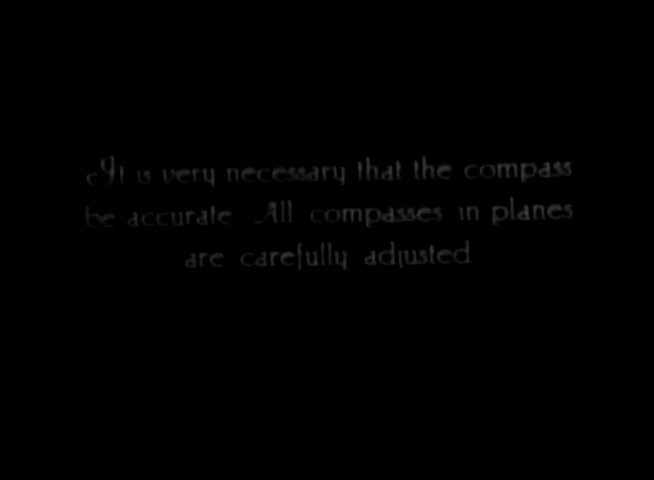 It is very necessary that the compass
be accurate All compasses in planes
are carefully adjusted